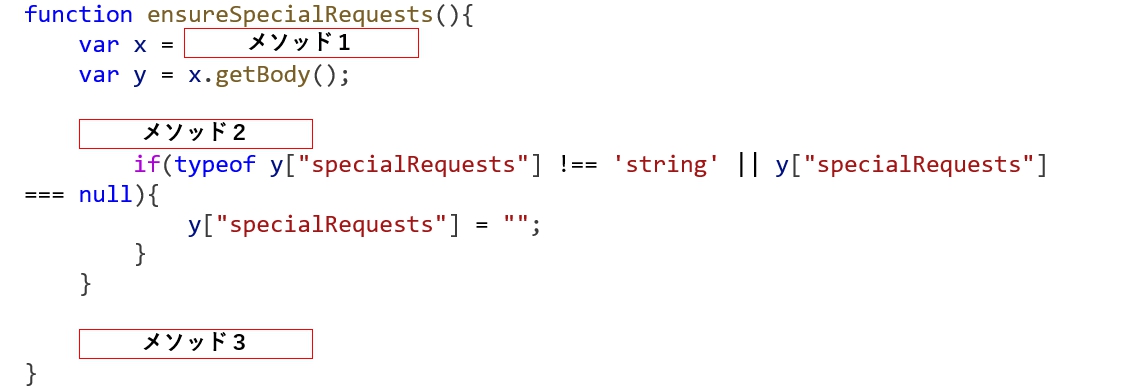 function ensureSpecialRequests(){
var x = メソッド1
var y = x.getBody();
メソッド2
if(typeof y["specialRequests"] !== 'string' || y["specialRequests"]
=== null){
y["specialRequests"] = "";
}
}
メソッド3
}